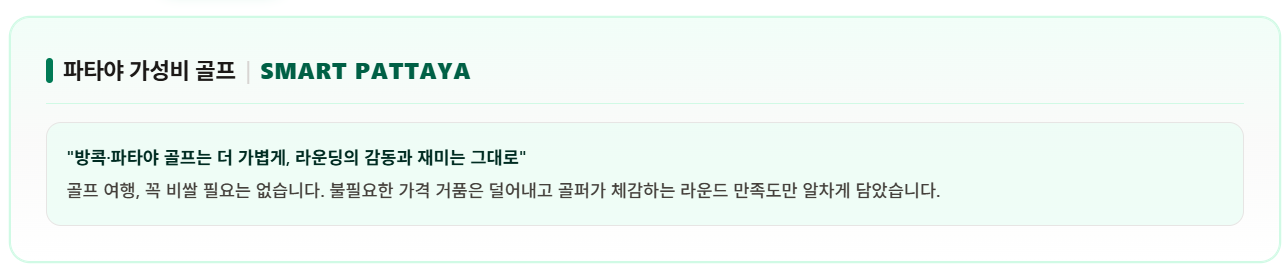 파타야 가성비 골프 | SMART PATTAYA
"방콕·파타야 골프는 더 가볍게, 라운딩의 감동과 재미는 그대로"
골프 여행, 꼭 비쌀 필요는 없습니다. 불필요한 가격 거품은 덜어내고 골퍼가 체감하는 라운드 만족도만 알차게 담았습니다.